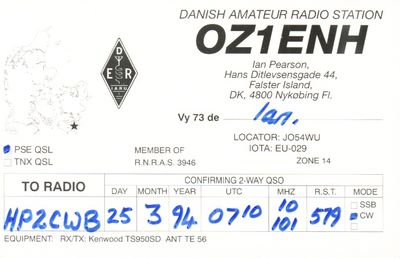 DANISH AMATEUR RADIO STATION
OZ1ENH
Ian Pearson,
Hans Ditlevsensgade 44,
Falster Island,
DK, 4800 Nykøbing Fl.
D
E R
IARU
Vy 73 de Ian.
LOCATOR: JO54WU
IOTA: EU-029
ZONE 14
PSE QSL
TNX QSL
MEMBER OF
R.N.R.A.S. 3946
TO RADIO
CONFIRMING 2-WAY QSO
DAY MONTH YEAR UTC MHZ R.S.T. MODE
HP2CWB 25 3 94 0710 10 101 579 SSB
CW
EQUIPMENT: RX/TX: Kenwood TS950SD ANT TE 56